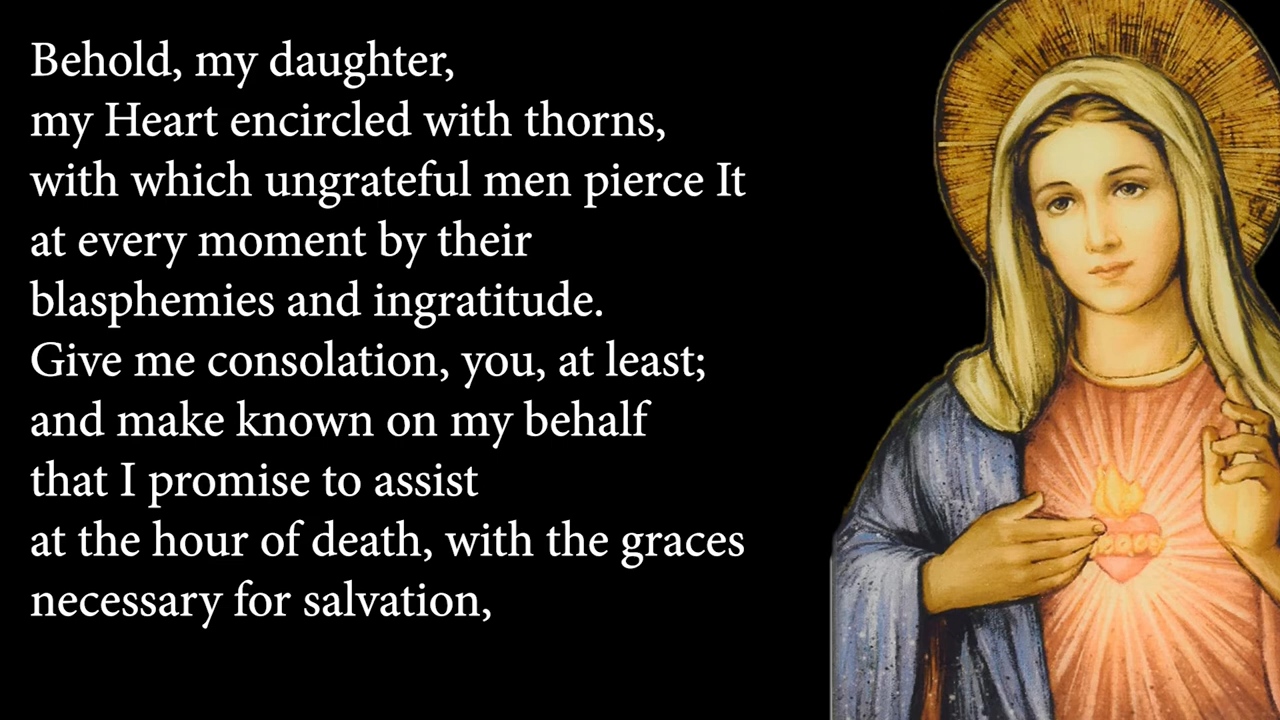 Behold, my daughter,
my Heart encircled with thorns,
with which ungrateful men pierce It
at every moment by their
blasphemies and ingratitude.
Give me consolation, you, at least;
and make known on my behalf
that I promise to assist
at the hour of death, with the graces
necessary for salvation,